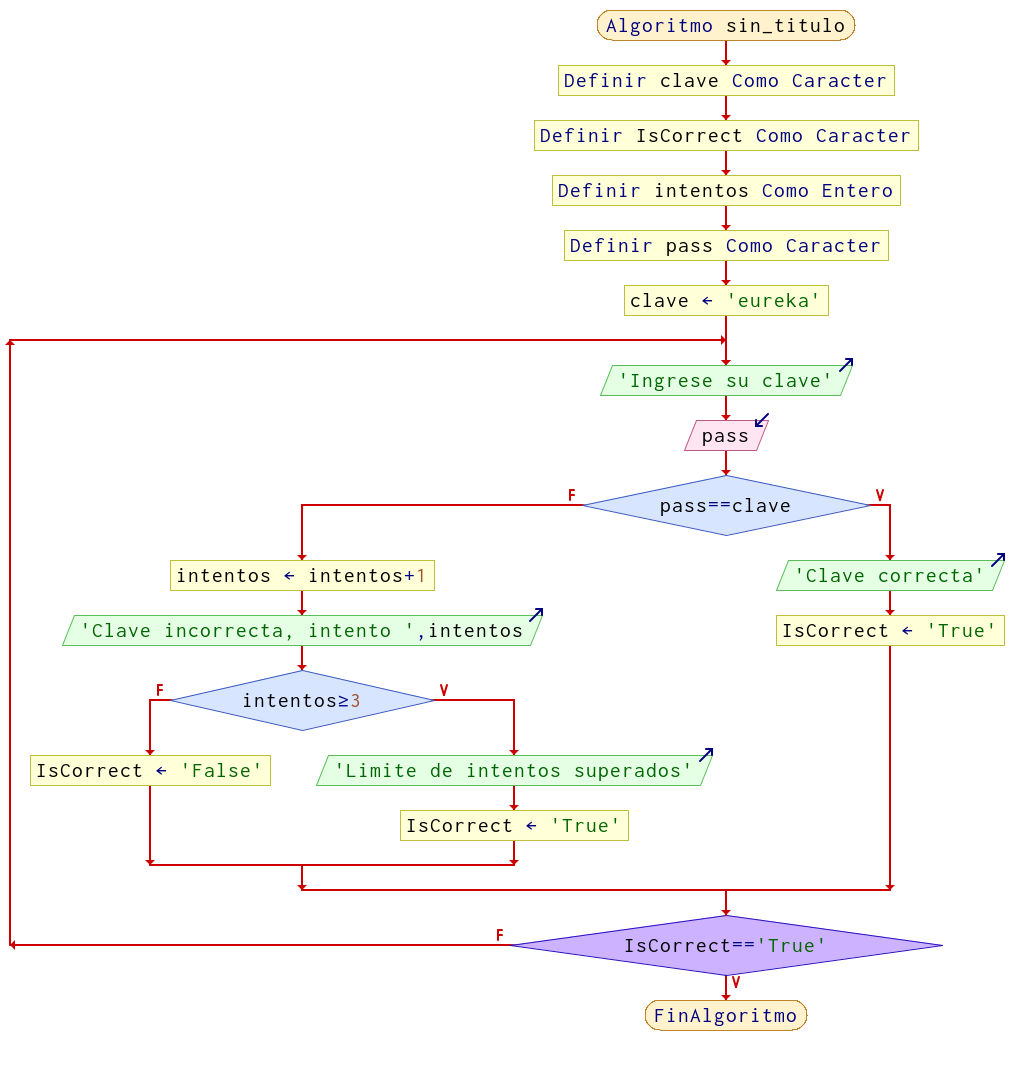 Algoritmo sin_titulo
Definir clave Como Caracter
Definir IsCorrect Como Caracter
Definir intentos Como Entero
Definir pass Como Caracter
clave ← 'eureka'
'Ingrese su clave'
pass
F
V
pass==clave
intentos ← intentos+1
'Clave correcta'
'Clave incorrecta, intento ',intentos
IsCorrect ← 'True'
F
V
intentos≥3
IsCorrect ← 'False'
'Limite de intentos superados'
IsCorrect ← 'True'
F
IsCorrect=='True'
V
FinAlgoritmo